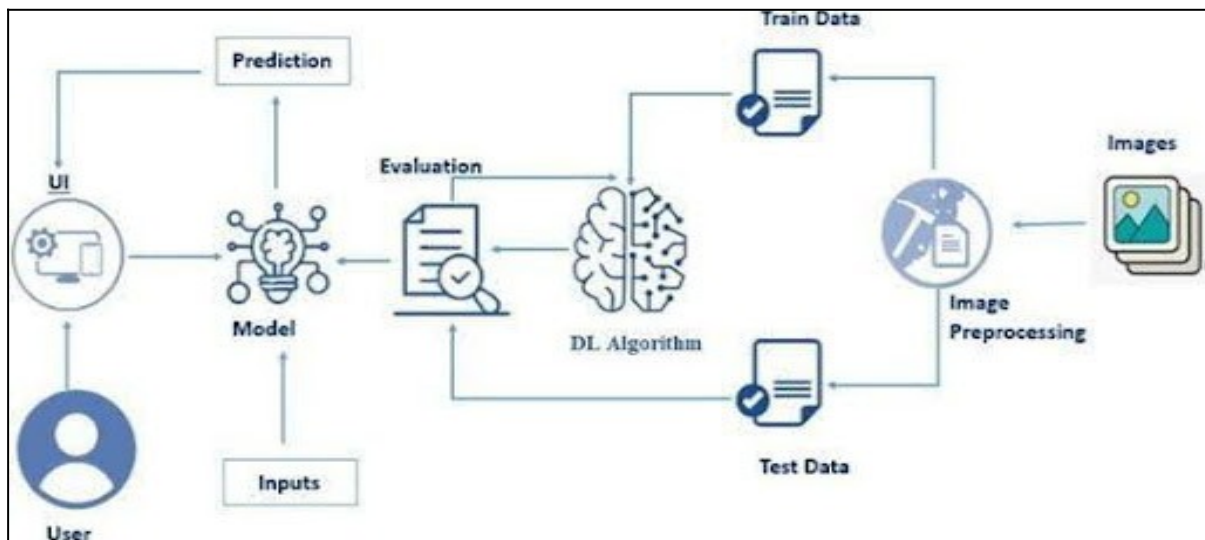 Train Data
Prediction
Images
Evaluation
UI
Model
Image
Preprocessing
DL Algorithm
Test Data
Inputs
User